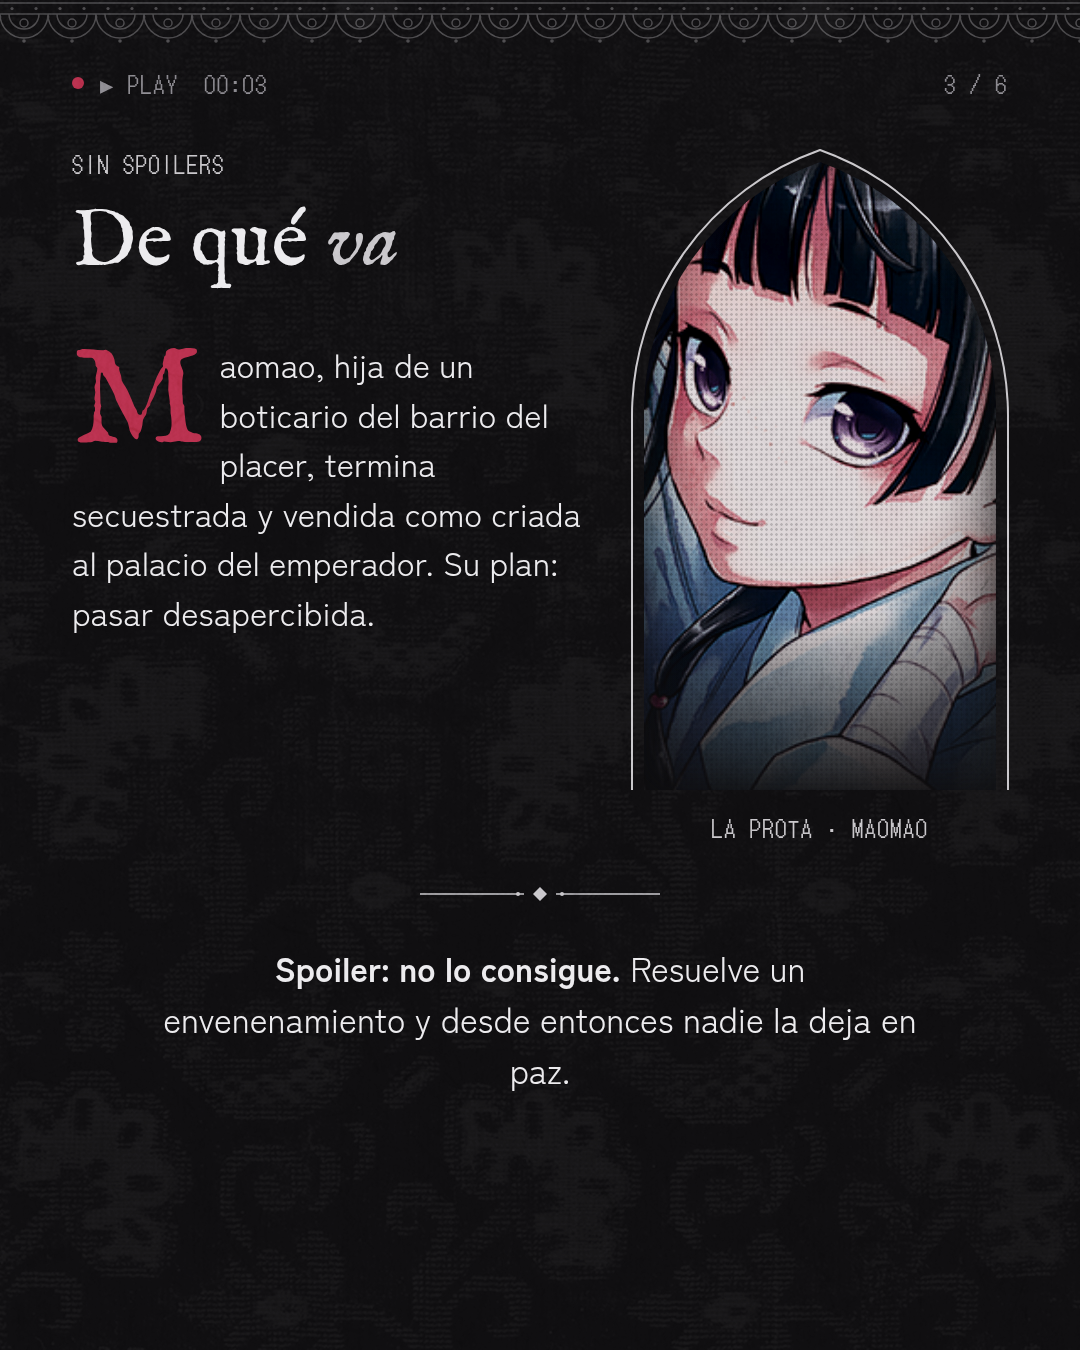 ▶ PLAY 00:03
3 / 6
SIN SPOILERS
De qué va
Maomao, hija de un
boticario del barrio del
placer, termina
secuestrada y vendida como criada
al palacio del emperador. Su plan:
pasar desapercibida.
LA PROTA · MAOMAO
Spoiler: no lo consigue. Resuelve un
envenenamiento y desde entonces nadie la deja en
paz.